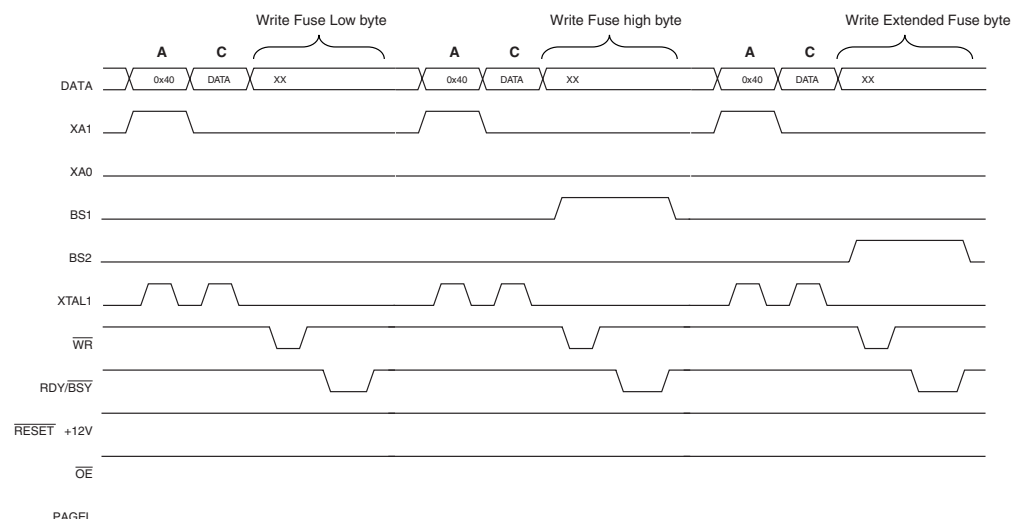 Write Fuse Low byte Write Fuse high byte Write Extended Fuse byte
A C A C A C
DATA 0x40 DATA XX 0x40 DATA XX 0x40 DATA XX
XA1
XA0
BS1
BS2
XTAL1
WR
RDY/BSY
RESET +12V
OE
PAGEL